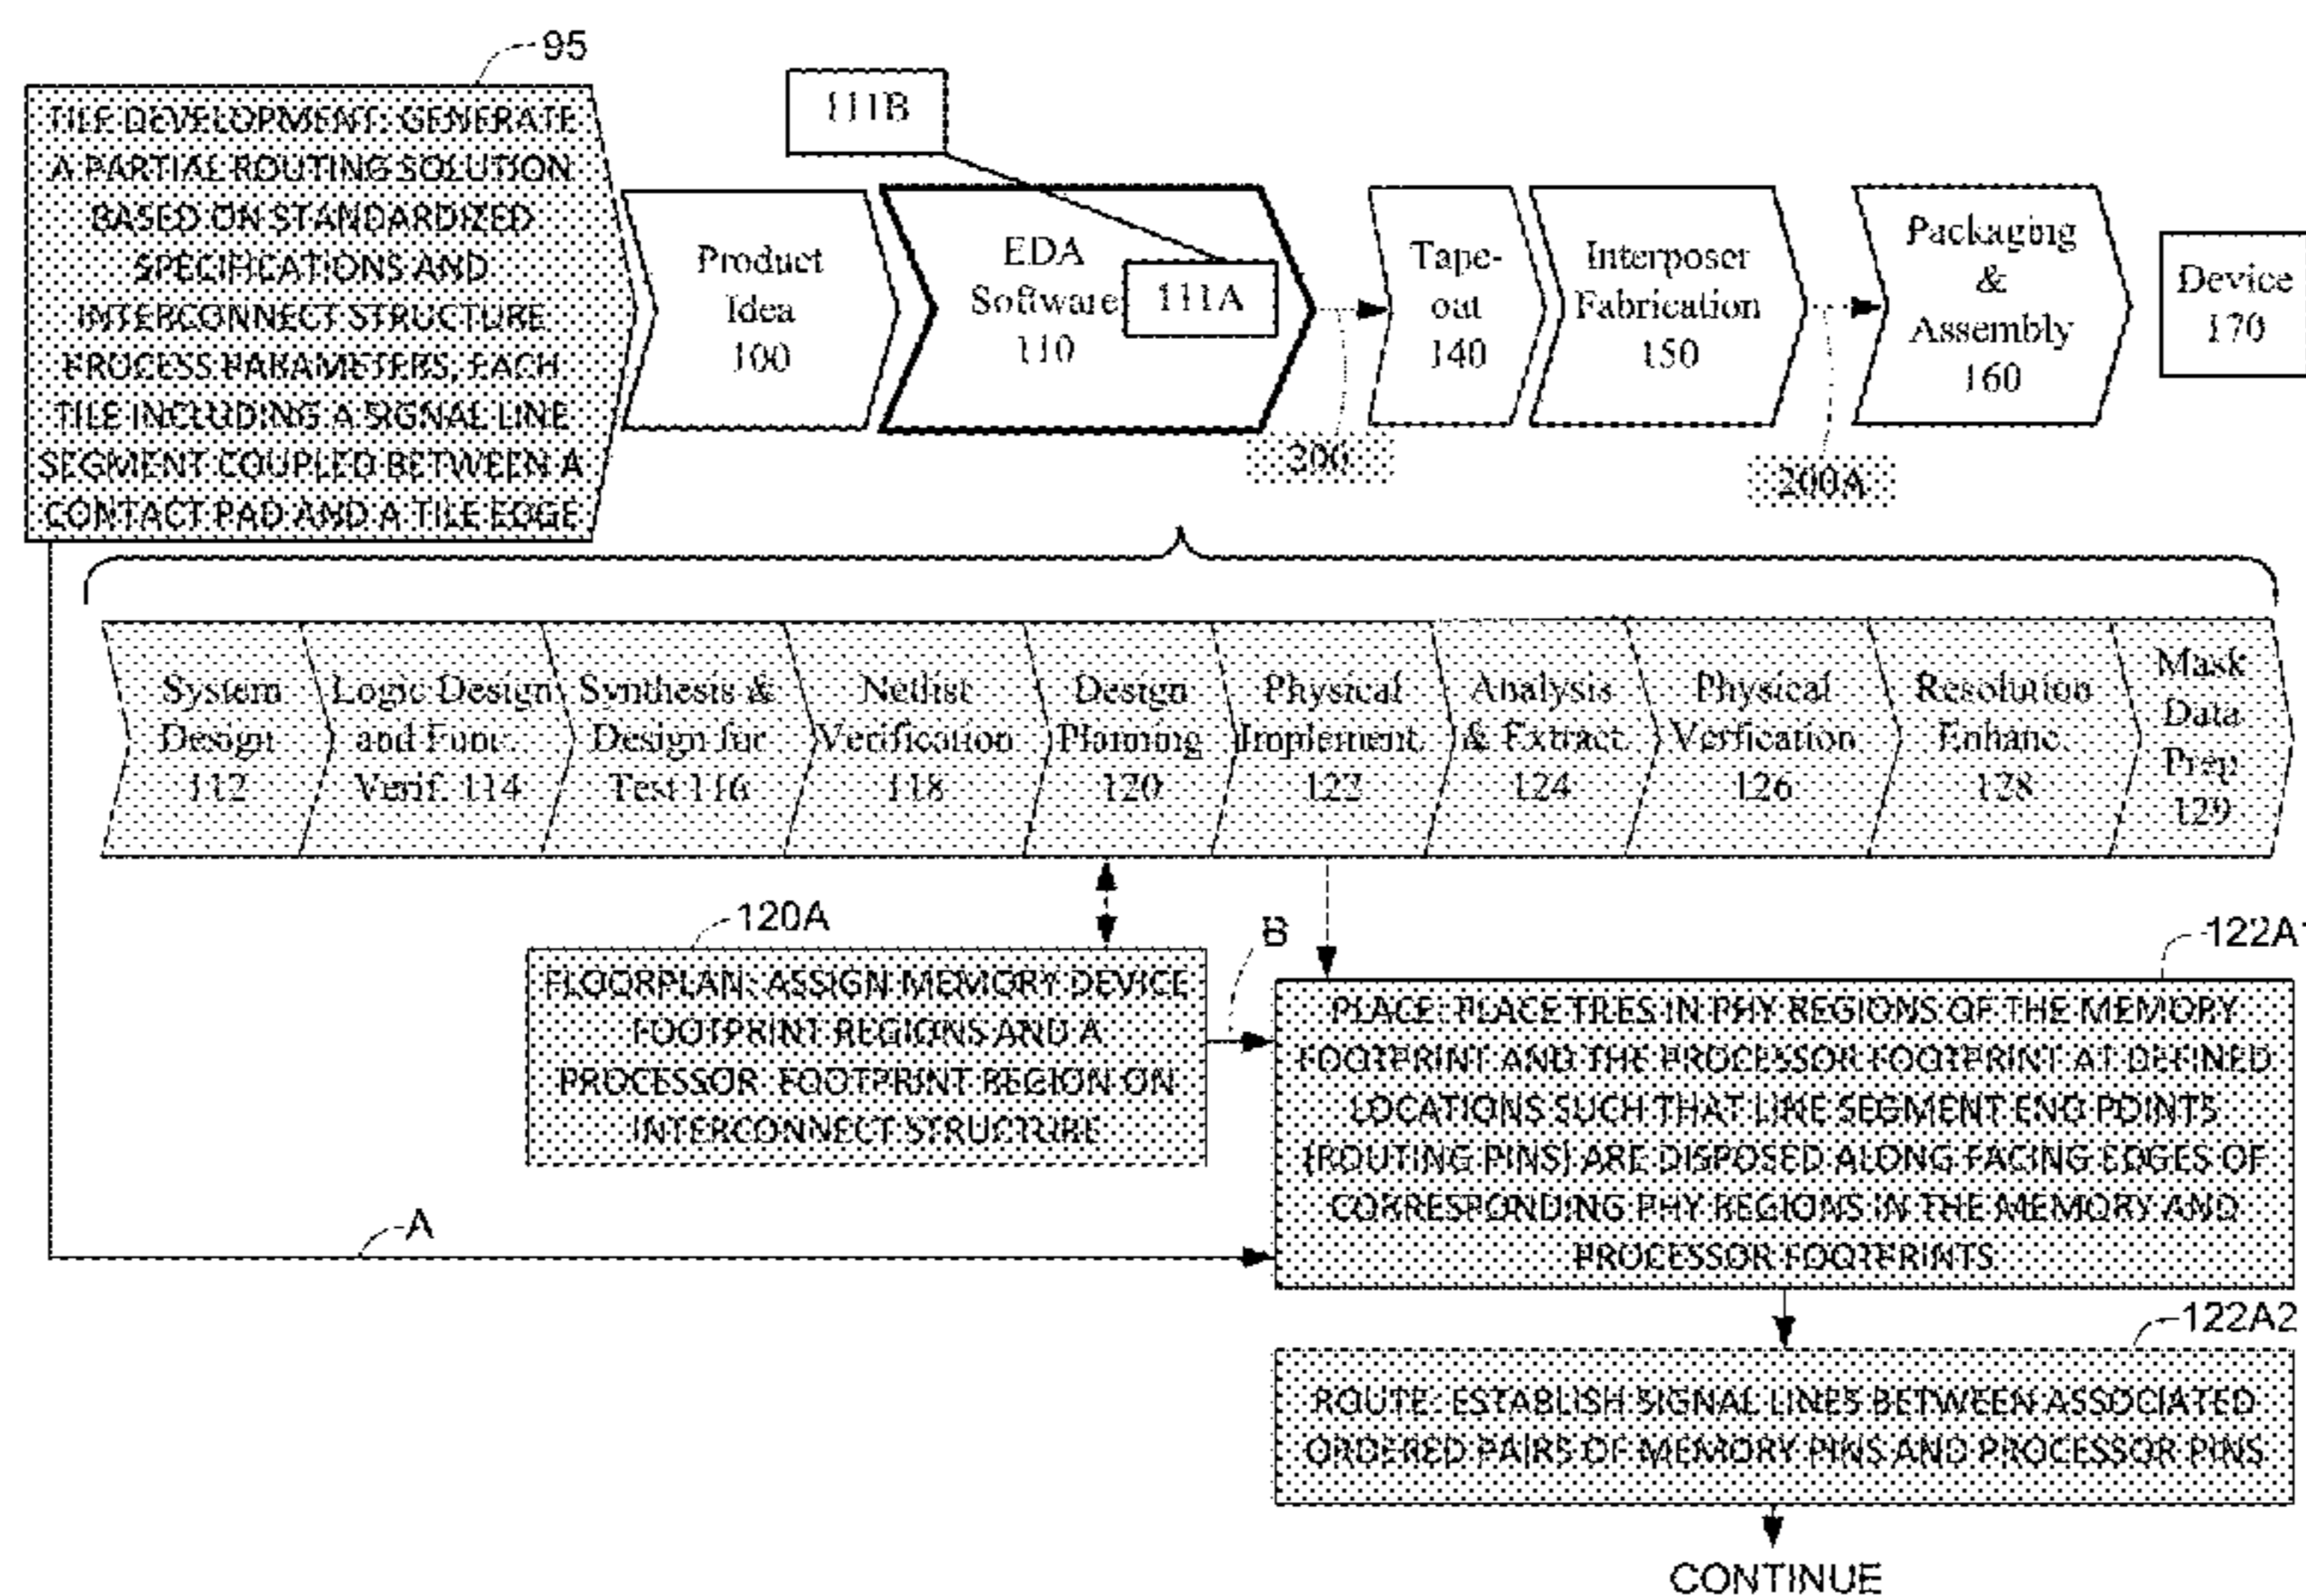 95
TILE DEVELOPMENT: GENERATE
A PARTIAL ROUTING SOLUTION
BASED ON STANDARDIZED
SPECIFICATIONS AND
INTERCONNECT STRUCTURE
PROCESS PARAMETERS, EACH
TILE INCLUDING A SIGNAL LINE
SEGMENT COUPLED BETWEEN A
CONTACT PAD AND A TILE EDGE
111B
Product
Idea
100
EDA
Software
110
111A
200
Tape-
out
140
Interposer
Fabrication
150
200A
Packaging
&
Assembly
160
Device
170
System
Design
112
Logic Design
and Func.
Verif. 114
Synthesis &
Design for
Test 116
Netlist
Verification
118
Design
Planning
120
Physical
Implement.
122
Analysis
& Extract.
124
Physical
Verfication
126
Resolution
Enhanc.
128
Mask
Data
Prep
129
120A
FLOORPLAN: ASSIGN MEMORY DEVICE
FOOTPRINT REGIONS AND A
PROCESSOR FOOTPRINT REGION ON
INTERCONNECT STRUCTURE
B
A
122A1
PLACE: PLACE TILES IN PHY REGIONS OF THE MEMORY
FOOTPRINT AND THE PROCESSOR FOOTPRINT AT DEFINED
LOCATIONS SUCH THAT LINE SEGMENT END POINTS
(ROUTING PINS) ARE DISPOSED ALONG FACING EDGES OF
CORRESPONDING PHY REGIONS IN THE MEMORY AND
PROCESSOR FOOTPRINTS
122A2
ROUTE: ESTABLISH SIGNAL LINES BETWEEN ASSOCIATED
ORDERED PAIRS OF MEMORY PINS AND PROCESSOR PINS
CONTINUE